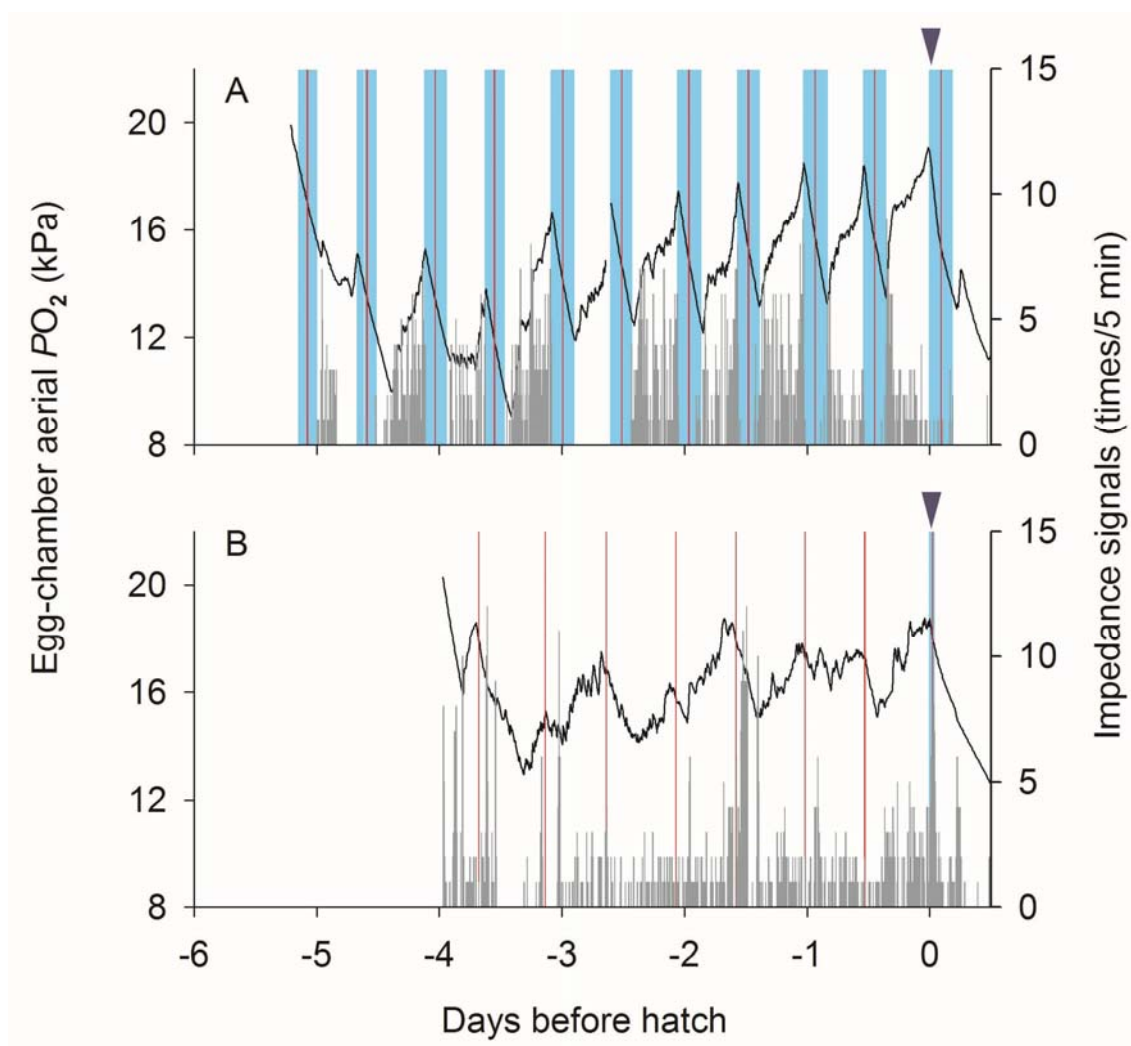 A
20
16
12
8
15
10
5
0
B
20
16
12
8
15
10
5
0
-6 -5 -4 -3 -2 -1 0
Days before hatch
Egg-chamber aerial PO2 (kPa)
Impedance signals (times/5 min)